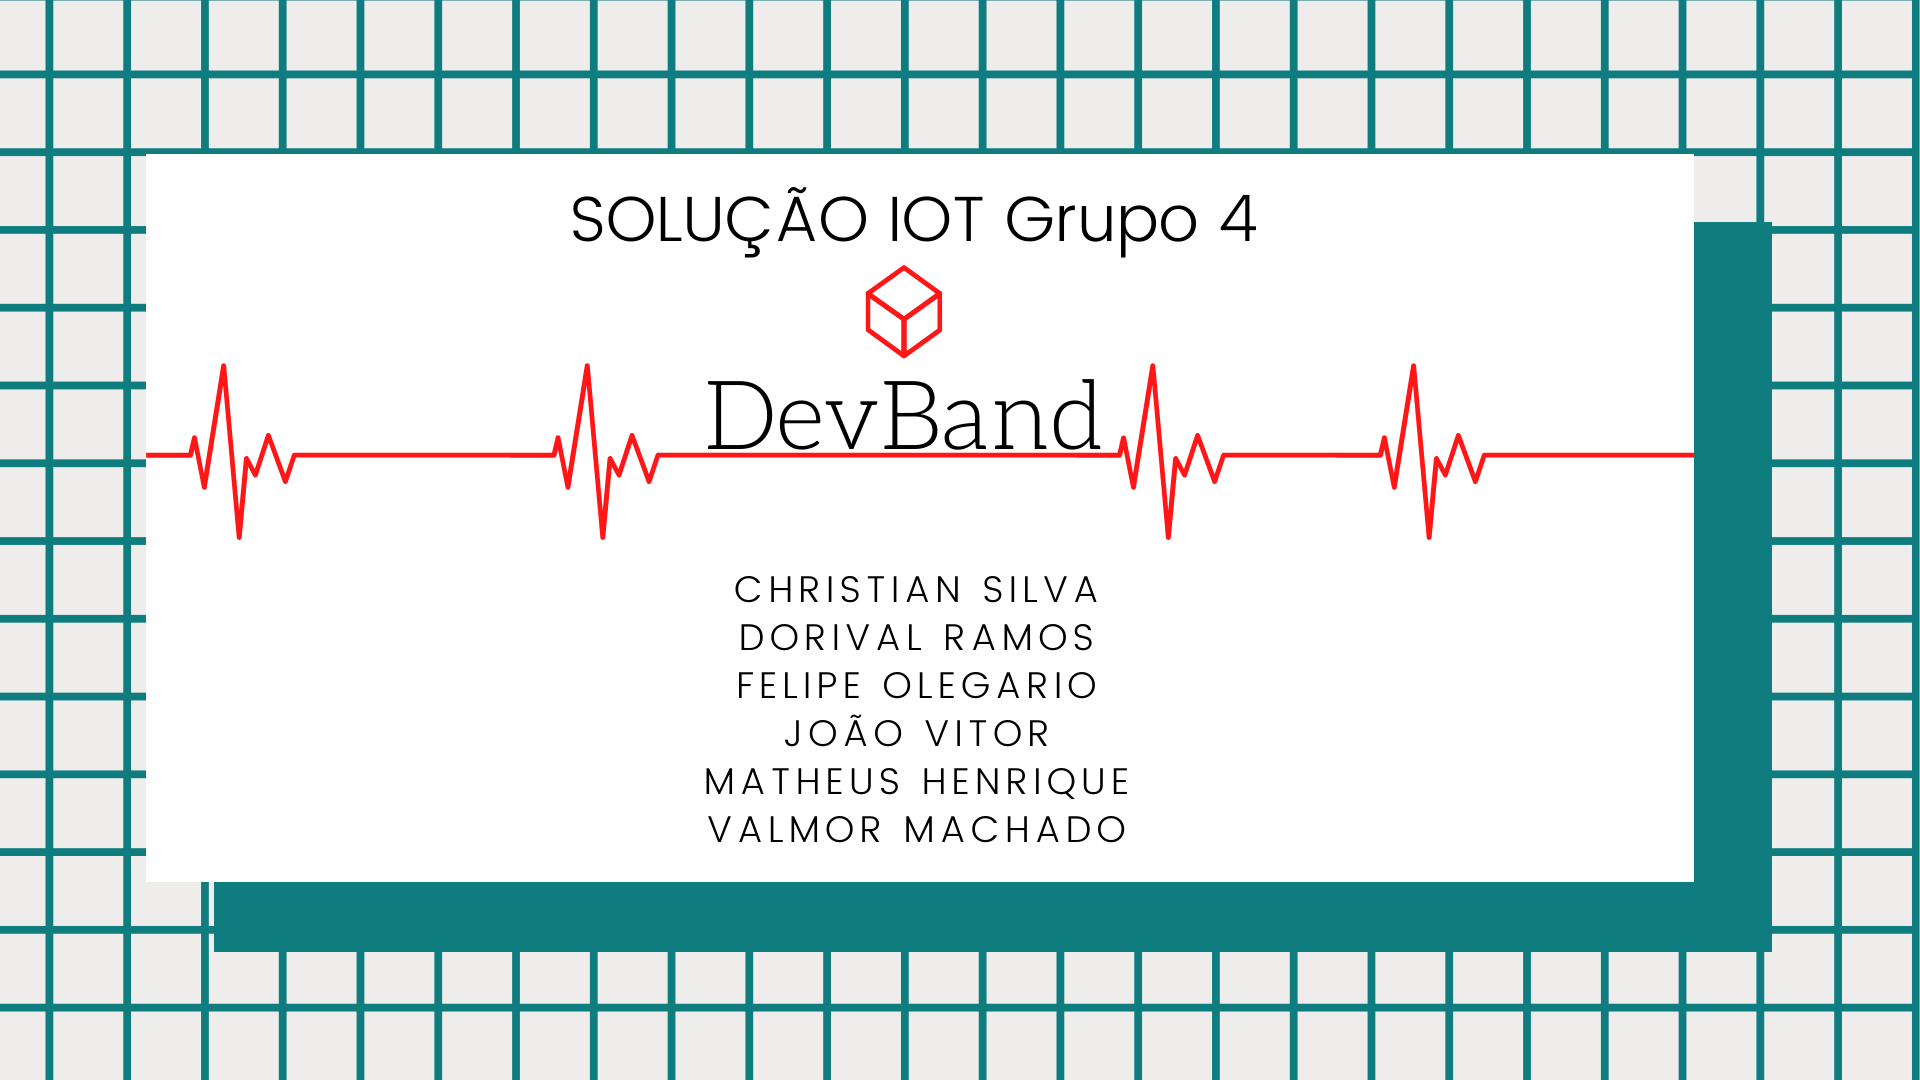 SOLUÇÃO IOT Grupo 4
DevBand
CHRISTIAN SILVA
DORIVAL RAMOS
FELIPE OLEGARIO
JOÃO VITOR
MATHEUS HENRIQUE
VALMOR MACHADO